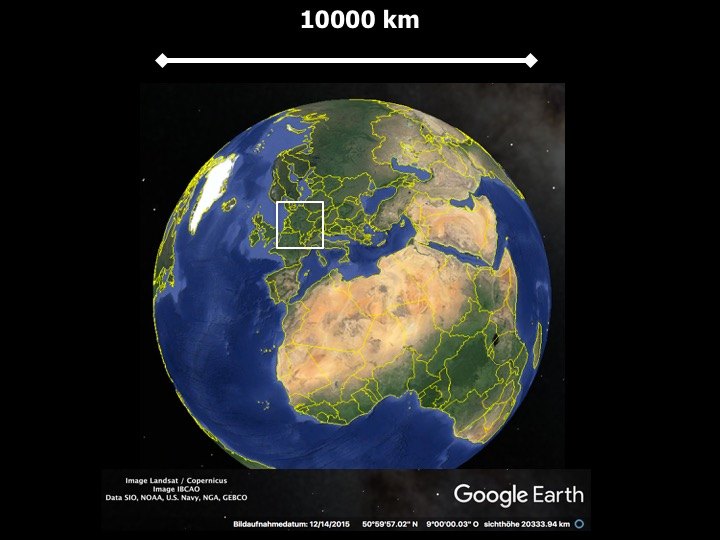 10000 km
Image Landsat / Copernicus
Image IBCAO
Data SIO, NOAA, U.S. Navy, NGA, GEBCO
Google Earth
Bildaufnahmedatum: 12/14/2015 50°59'57.02" N 9°00'00.03" O sichthöhe 20333.94 km